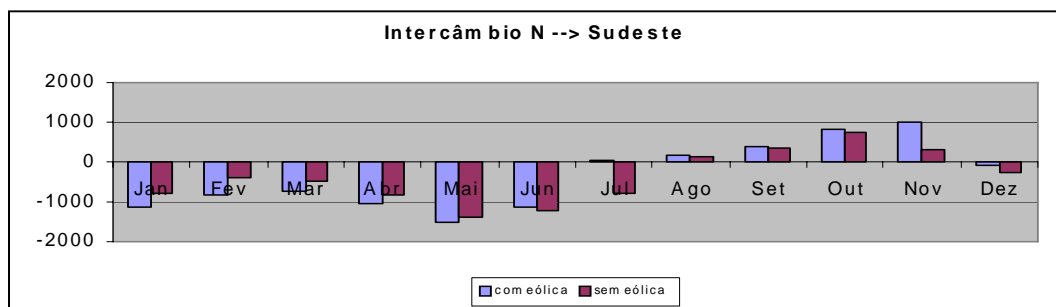 Intercâmbio N --> Sudeste
2000
1000
0
-1000
-2000
Jan Fev Mar Abr Mai Jun Jul Ago Set Out Nov Dez
com eólica sem eólica